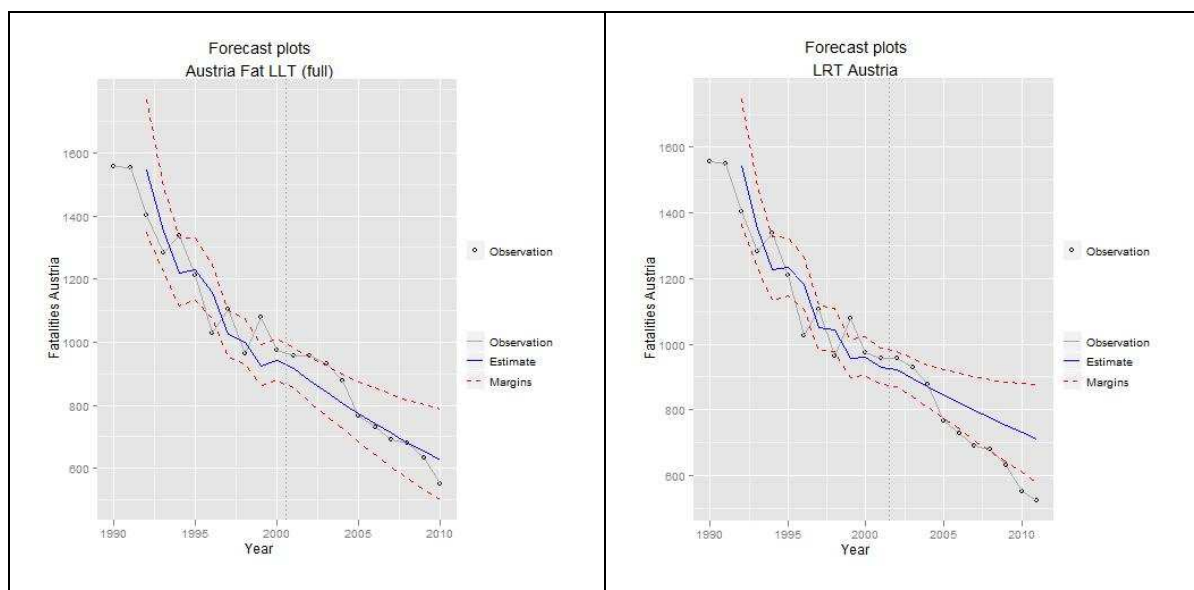 Forecast plots
Austria Fat LLT (full)
1600
1400
1200
1000
800
600
Fatalities Austria
1990
1995
2000
2005
2010
Year
Observation
Observation
Estimate
Margins
Forecast plots
LRT Austria
1600
1400
1200
1000
800
600
Fatalities Austria
1990
1995
2000
2005
2010
Year
Observation
Observation
Estimate
Margins